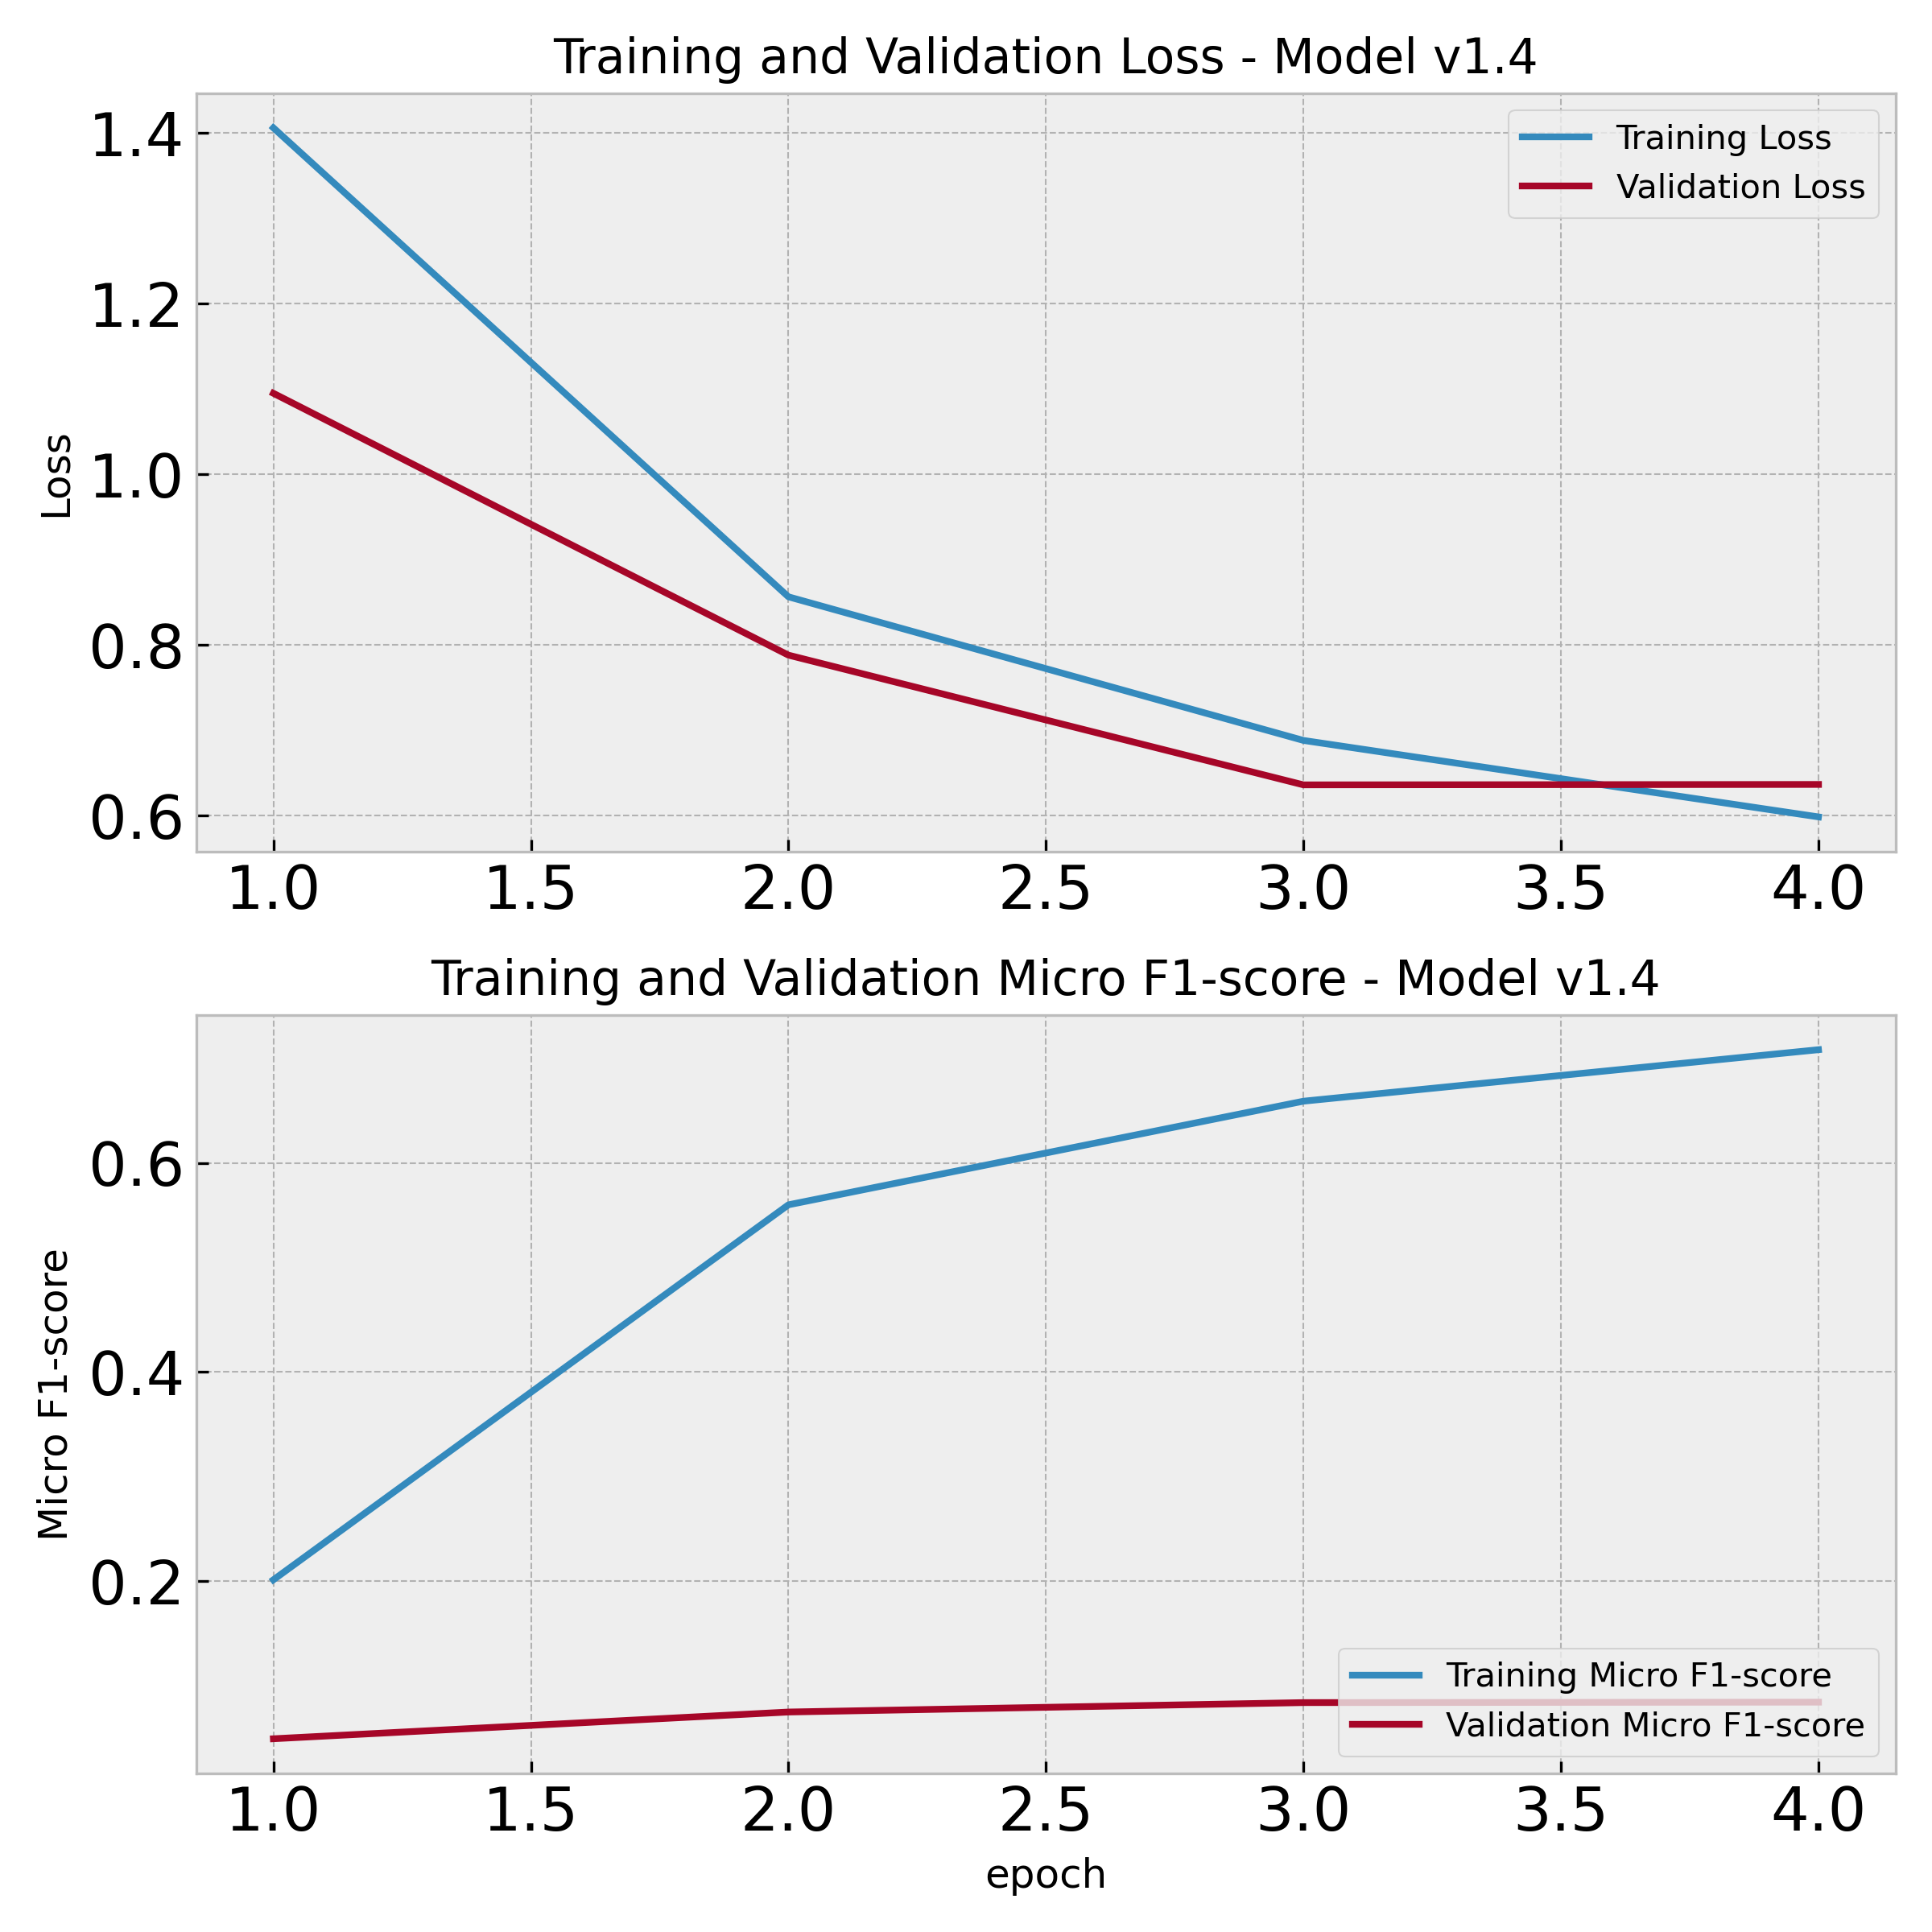 Training and Validation Loss - Model v1.4
Loss
1.4
1.2
1.0
0.8
0.6
Training Loss
Validation Loss
1.0 1.5 2.0 2.5 3.0 3.5 4.0
Training and Validation Micro F1-score - Model v1.4
Micro F1-score
0.6
0.4
0.2
Training Micro F1-score
Validation Micro F1-score
1.0 1.5 2.0 2.5 3.0 3.5 4.0
epoch